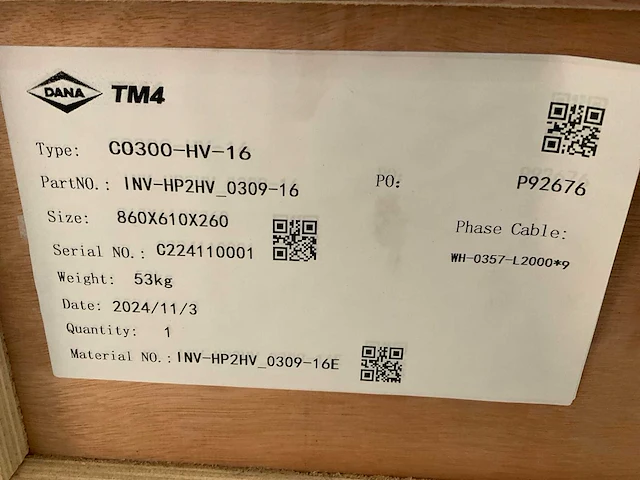 DANA TM4
Type: CO300-HV-16
PartNO.: INV-HP2HV_0309-16 PO: P92676
Size: 860X610X260
Phase Cable:
Serial NO.: C224110001
WH-0357-L2000*9
Weight: 53kg
Date: 2024/11/3
Quantity: 1
Material NO.: INV-HP2HV_0309-16E